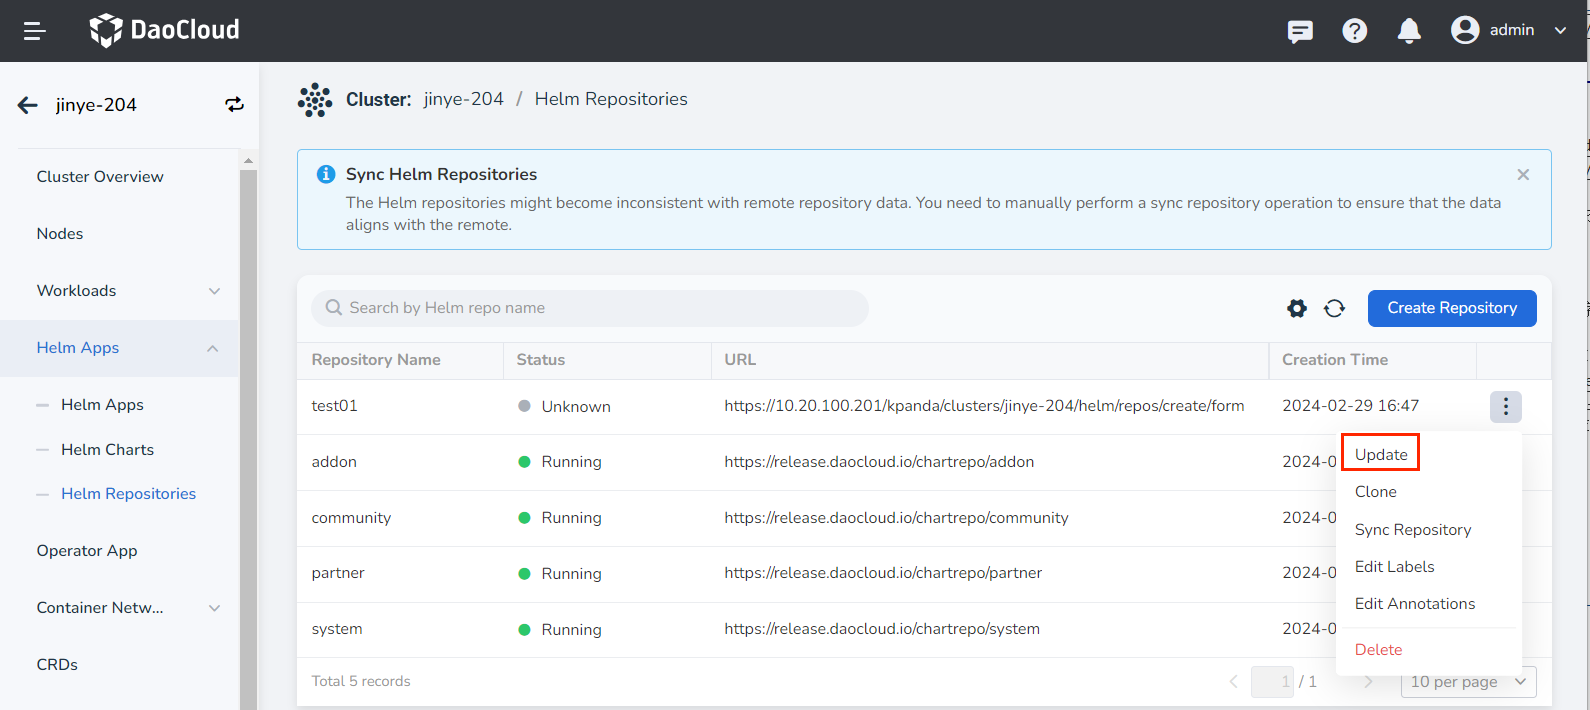 DaoCloud
admin
jinye-204
Cluster: jinye-204 / Helm Repositories
Cluster Overview
Nodes
Workloads
Helm Apps
Helm Apps
Helm Charts
Helm Repositories
Operator App
Container Netw...
CRDs
Sync Helm Repositories
The Helm repositories might become inconsistent with remote repository data. You need to manually perform a sync repository operation to ensure that the data
aligns with the remote.
Search by Helm repo name
Create Repository
Repository Name Status URL Creation Time
test01 Unknown https://10.20.100.201/kpanda/clusters/jinye-204/helm/repos/create/form 2024-02-29 16:47
addon Running https://release.daocloud.io/chartrepo/addon 2024-0
community Running https://release.daocloud.io/chartrepo/community 2024-0
partner Running https://release.daocloud.io/chartrepo/partner 2024-0
system Running https://release.daocloud.io/chartrepo/system 2024-0
Update
Clone
Sync Repository
Edit Labels
Edit Annotations
Delete
Total 5 records
1 / 1
10 per page